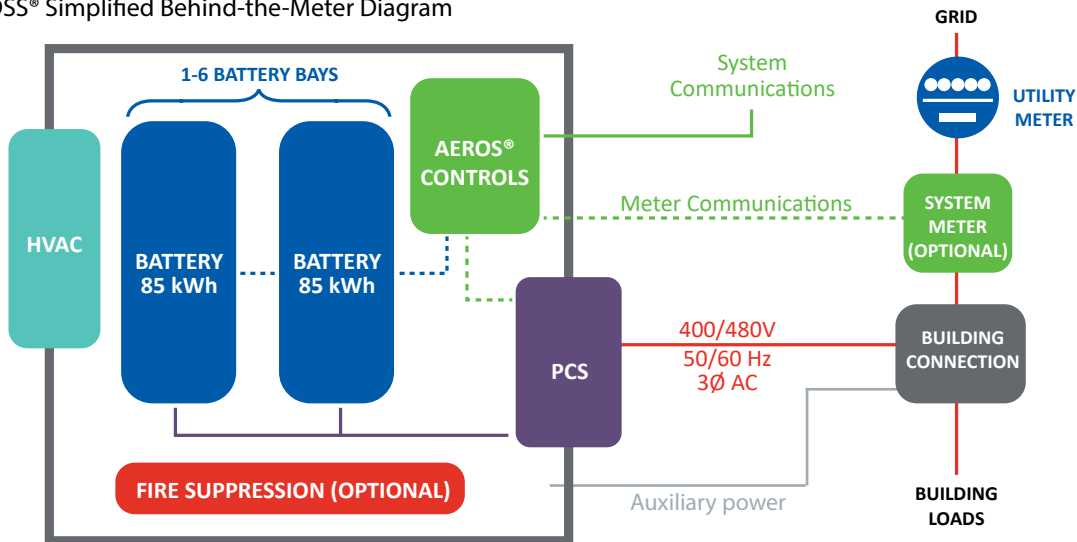 OSS® Simplified Behind-the-Meter Diagram
GRID
1-6 BATTERY BAYS
System
Communications
UTILITY
METER
AEROS®
CONTROLS
Meter Communications
SYSTEM
METER
(OPTIONAL)
HVAC
BATTERY
85 kWh
BATTERY
85 kWh
400/480V
50/60 Hz
3Ø AC
BUILDING
CONNECTION
PCS
FIRE SUPPRESSION (OPTIONAL)
Auxiliary power
BUILDING
LOADS